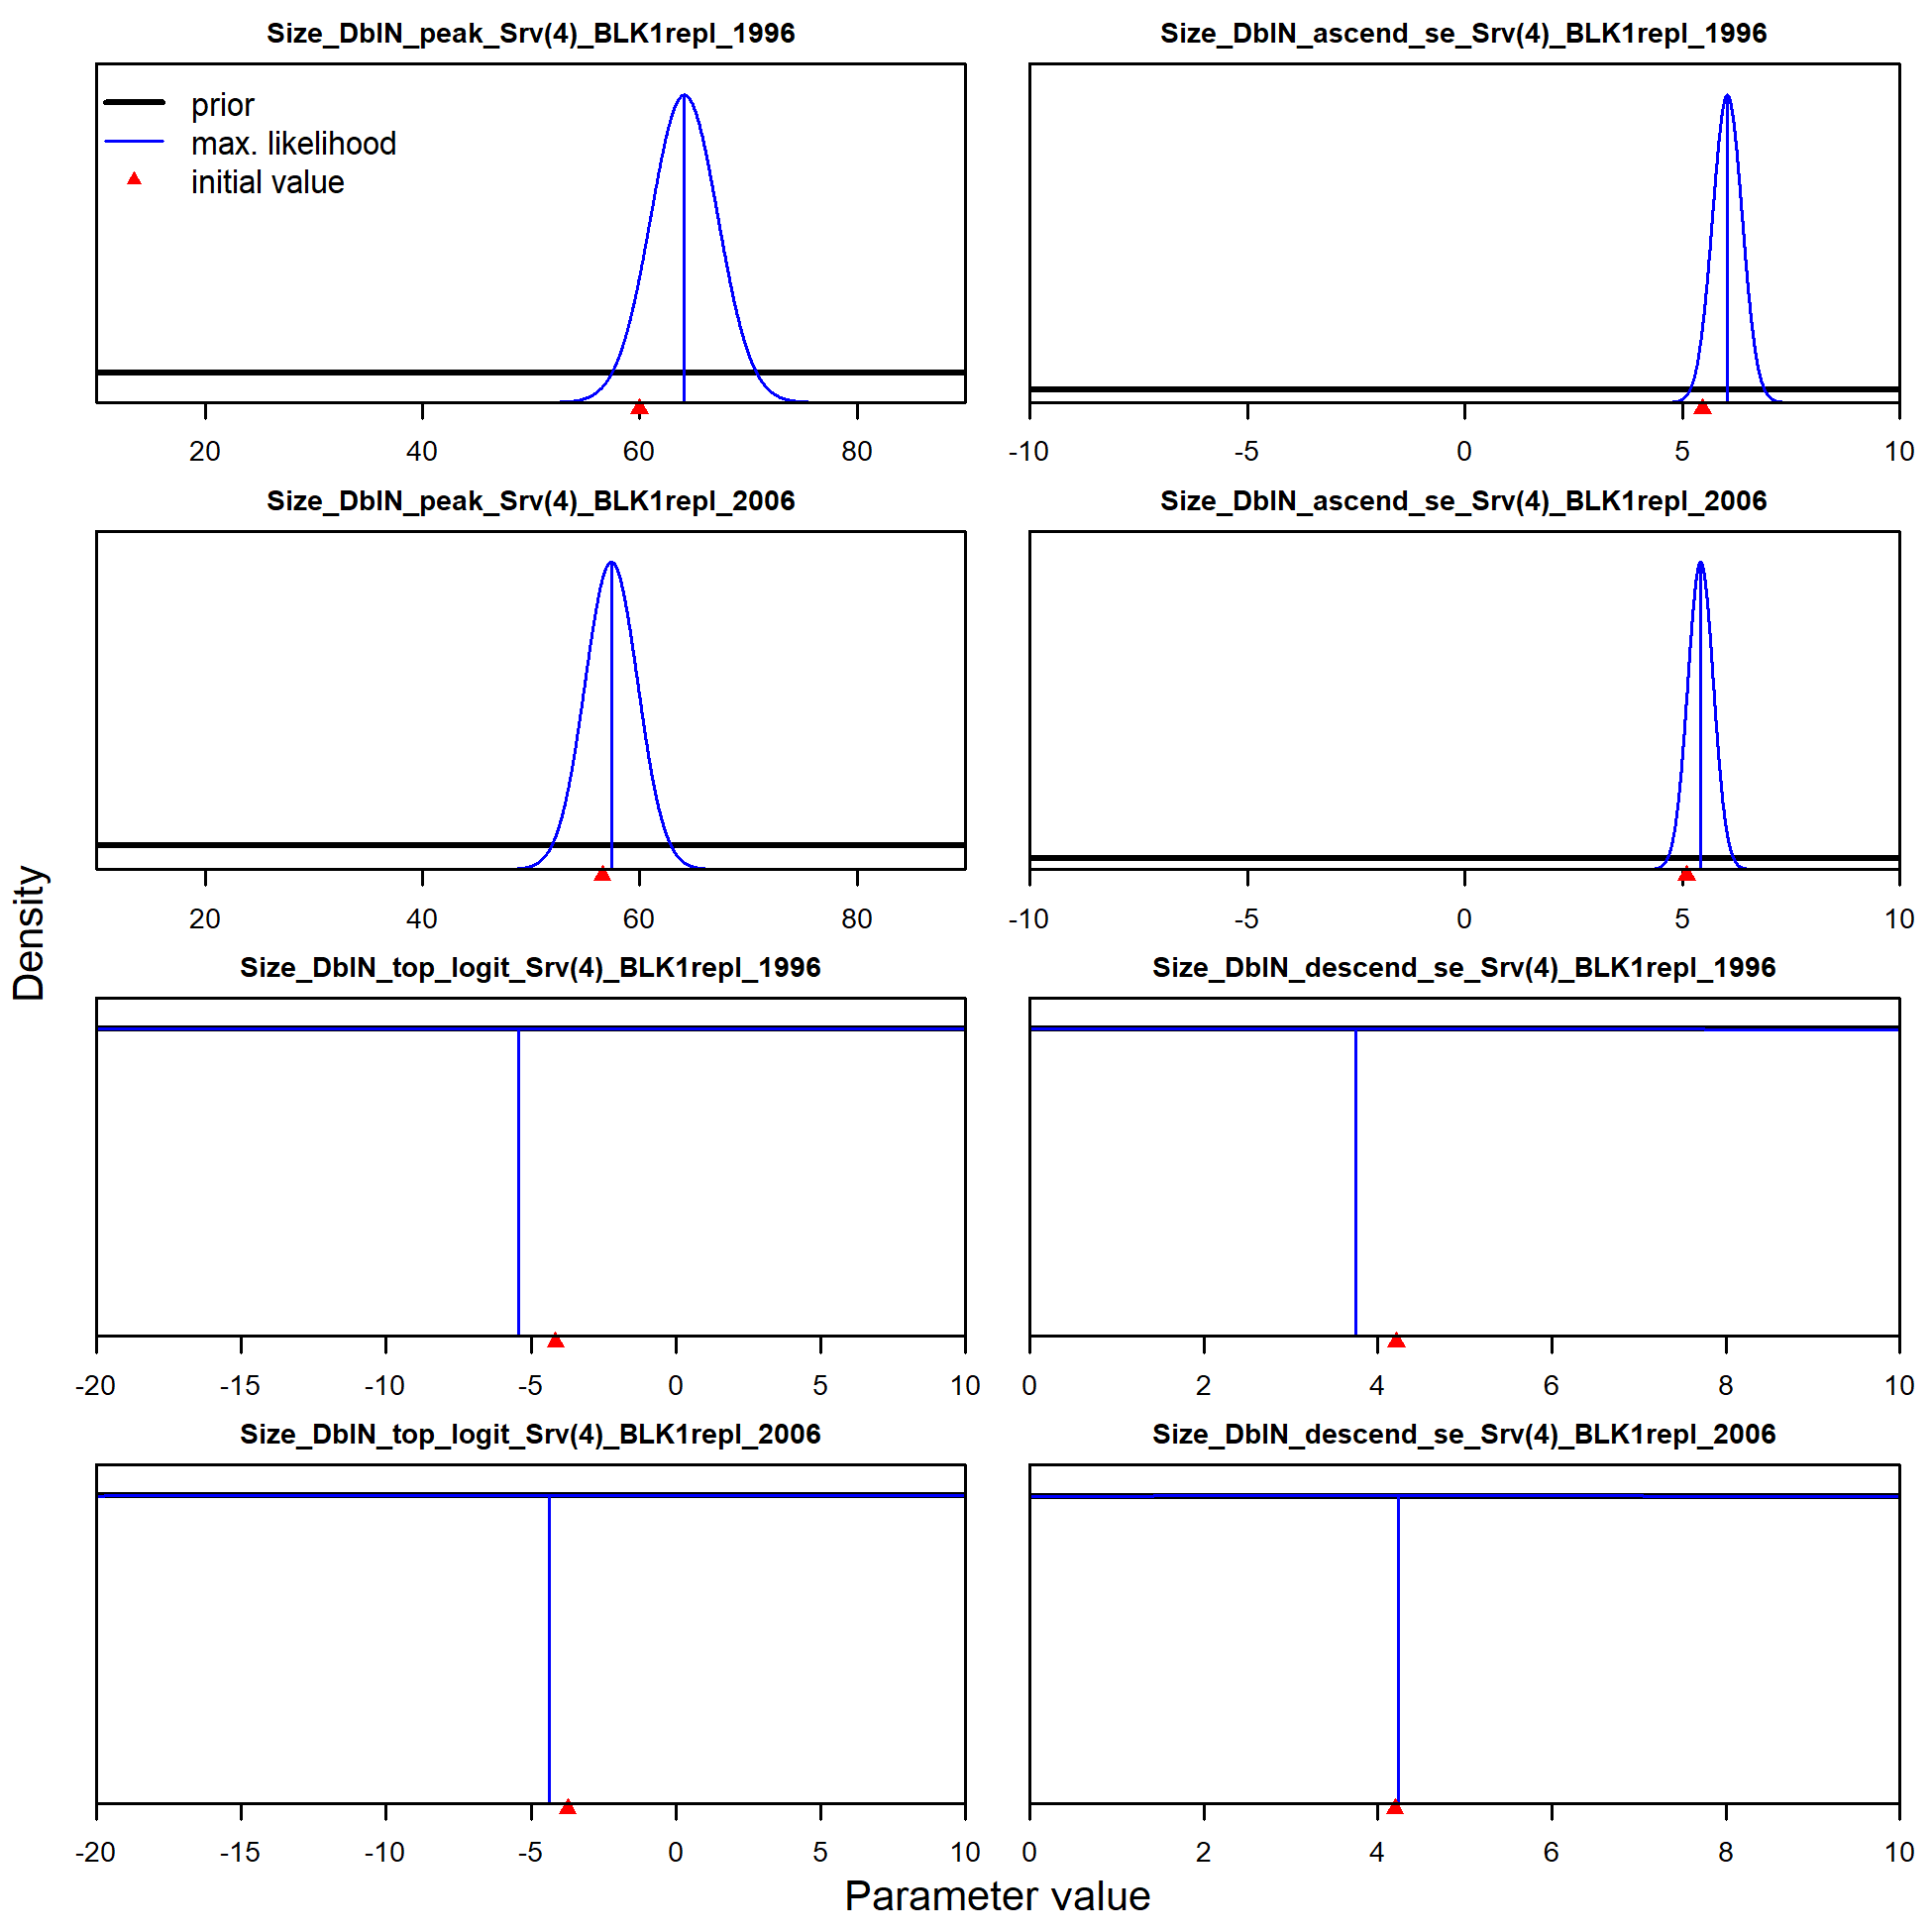 Size_DblN_peak_Srv(4)_BLK1repl_1996
prior
max. likelihood
initial value
20 40 60 80
Size_DblN_ascend_se_Srv(4)_BLK1repl_1996
-10 -5 0 5 10
Size_DblN_peak_Srv(4)_BLK1repl_2006
20 40 60 80
Size_DblN_ascend_se_Srv(4)_BLK1repl_2006
-10 -5 0 5 10
Size_DblN_top_logit_Srv(4)_BLK1repl_1996
-20 -15 -10 -5 0 5 10
Size_DblN_descend_se_Srv(4)_BLK1repl_1996
0 2 4 6 8 10
Size_DblN_top_logit_Srv(4)_BLK1repl_2006
-20 -15 -10 -5 0 5 10
Size_DblN_descend_se_Srv(4)_BLK1repl_2006
0 2 4 6 8 10
Density
Parameter value